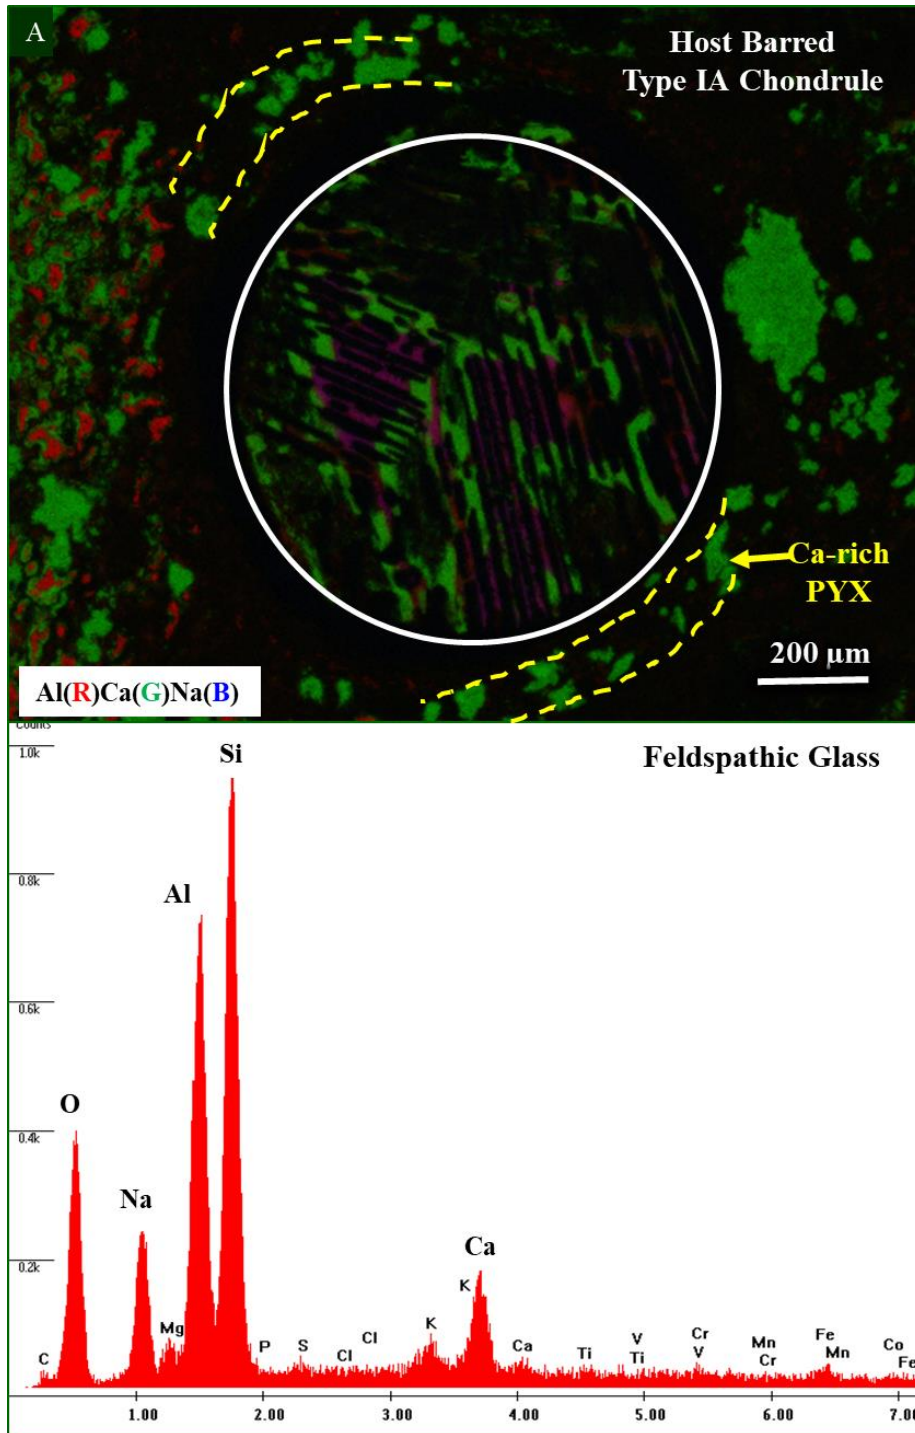 A
Host Barred
Type IA Chondrule
Ca-rich
PYX
200 µm
Al(R)Ca(G)Na(B)
Counts
Feldspathic Glass
1.0k
Si
0.8k
Al
0.6k
O
0.4k
Na
Ca
0.2k
K
K
Mg
P
S
Cl
Cl
Ca
Ti
V
Ti
Cr
V
Mn
Cr
Fe
Mn
Co
Fe
C
1.00
2.00
3.00
4.00
5.00
6.00
7.0